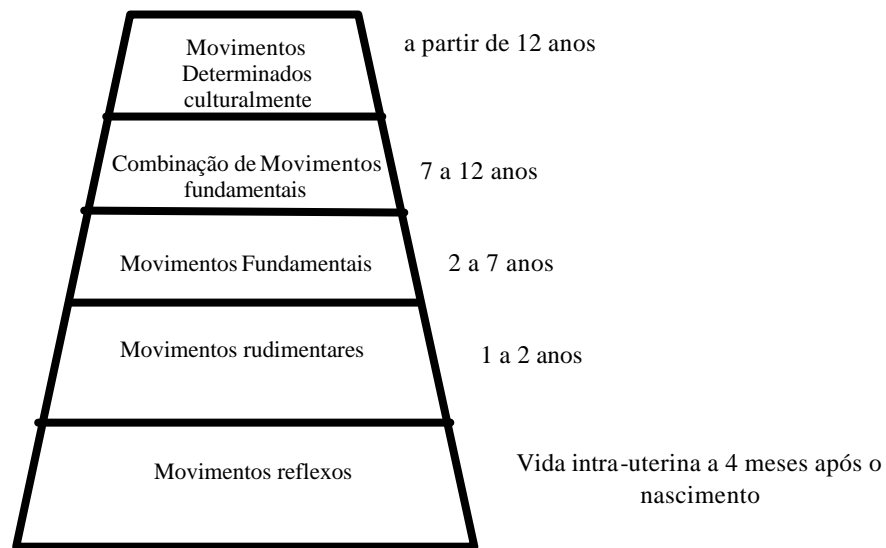 Movimentos
Determinados
culturalmente
a partir de 12 anos
Combinação de Movimentos
fundamentais
7 a 12 anos
Movimentos Fundamentais
2 a 7 anos
Movimentos rudimentares
1 a 2 anos
Movimentos reflexos
Vida intra-uterina a 4 meses após o
nascimento